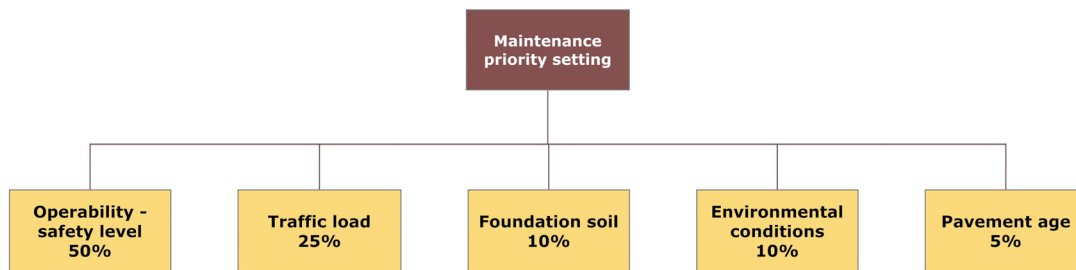 Maintenance
priority setting
Operability -
safety level
50%
Traffic load
25%
Foundation soil
10%
Environmental
conditions
10%
Pavement age
5%